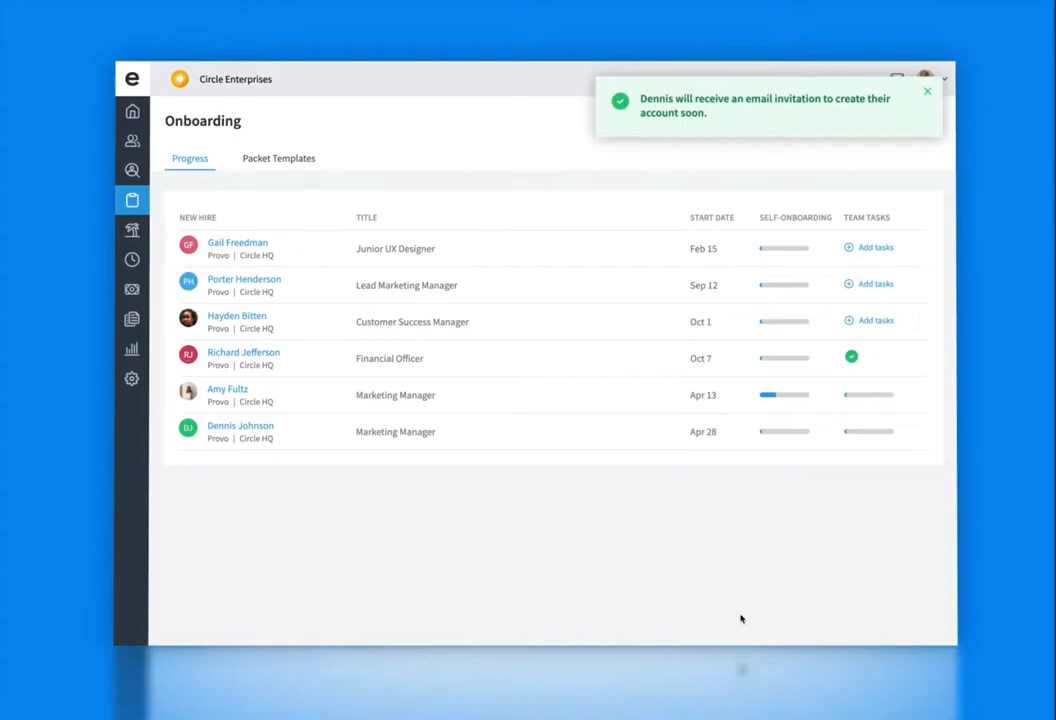 e
Circle Enterprises
Dennis will receive an email invitation to create their
account soon.
Onboarding
Progress
Packet Templates
NEW HIRE TITLE START DATE SELF-ONBOARDING TEAM TASKS
GF Gail Freedman Junior UX Designer Feb 15 Add tasks
Provo | Circle HQ
PH Porter Henderson Lead Marketing Manager Sep 12 Add tasks
Provo | Circle HQ
Hayden Bitten Customer Success Manager Oct 1 Add tasks
Provo | Circle HQ
RJ Richard Jefferson Financial Officer Oct 7
Provo | Circle HQ
Amy Fultz Marketing Manager Apr 13
Provo | Circle HQ
DJ Dennis Johnson Marketing Manager Apr 28
Provo | Circle HQ